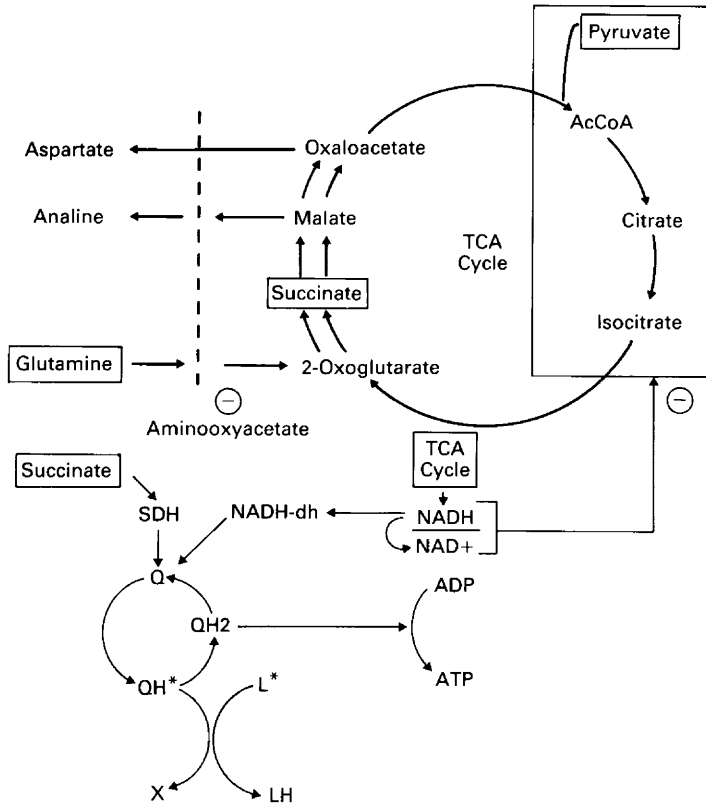 Pyruvate
AcCoA
Aspartate
Oxaloacetate
Analine
Malate
TCA
Cycle
Citrate
Succinate
Isocitrate
Glutamine
2-Oxoglutarate
−
−
Aminooxyacetate
Succinate
TCA
Cycle
SDH
NADH-dh
NADH
NAD+
Q
ADP
QH2
QH*
L*
ATP
X
LH